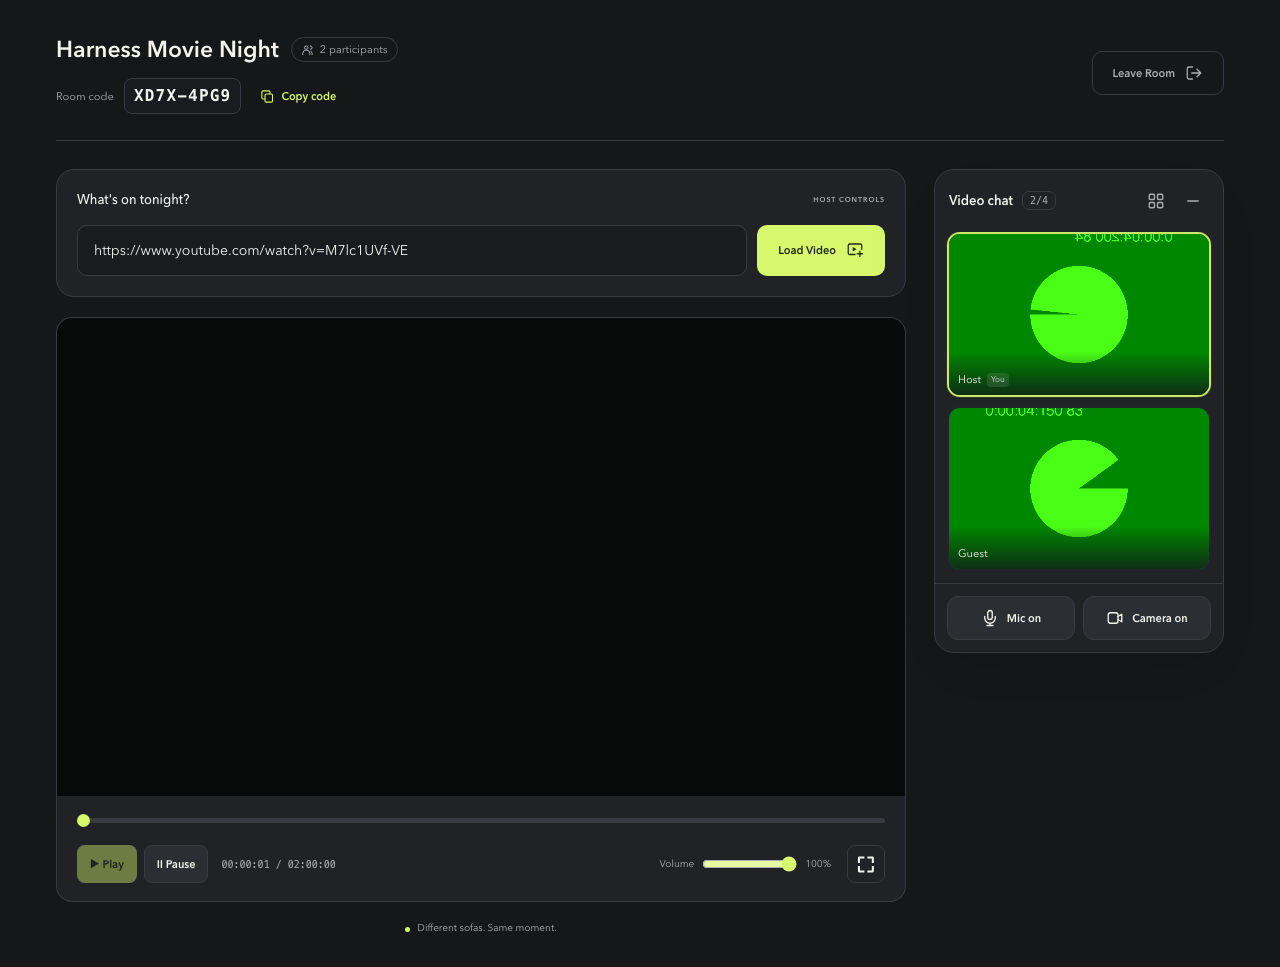 Harness Movie Night
2 participants
Room code
XD7X–4PG9
Copy code
Leave Room
What's on tonight?
HOST CONTROLS
https://www.youtube.com/watch?v=M7lc1UVf-VE
Load Video
00:00:01 / 02:00:00
Play
Pause
Volume
100%
Different sofas. Same moment.
Video chat
2/4
Host
You
0:00:04:150 83
Guest
Mic on
Camera on